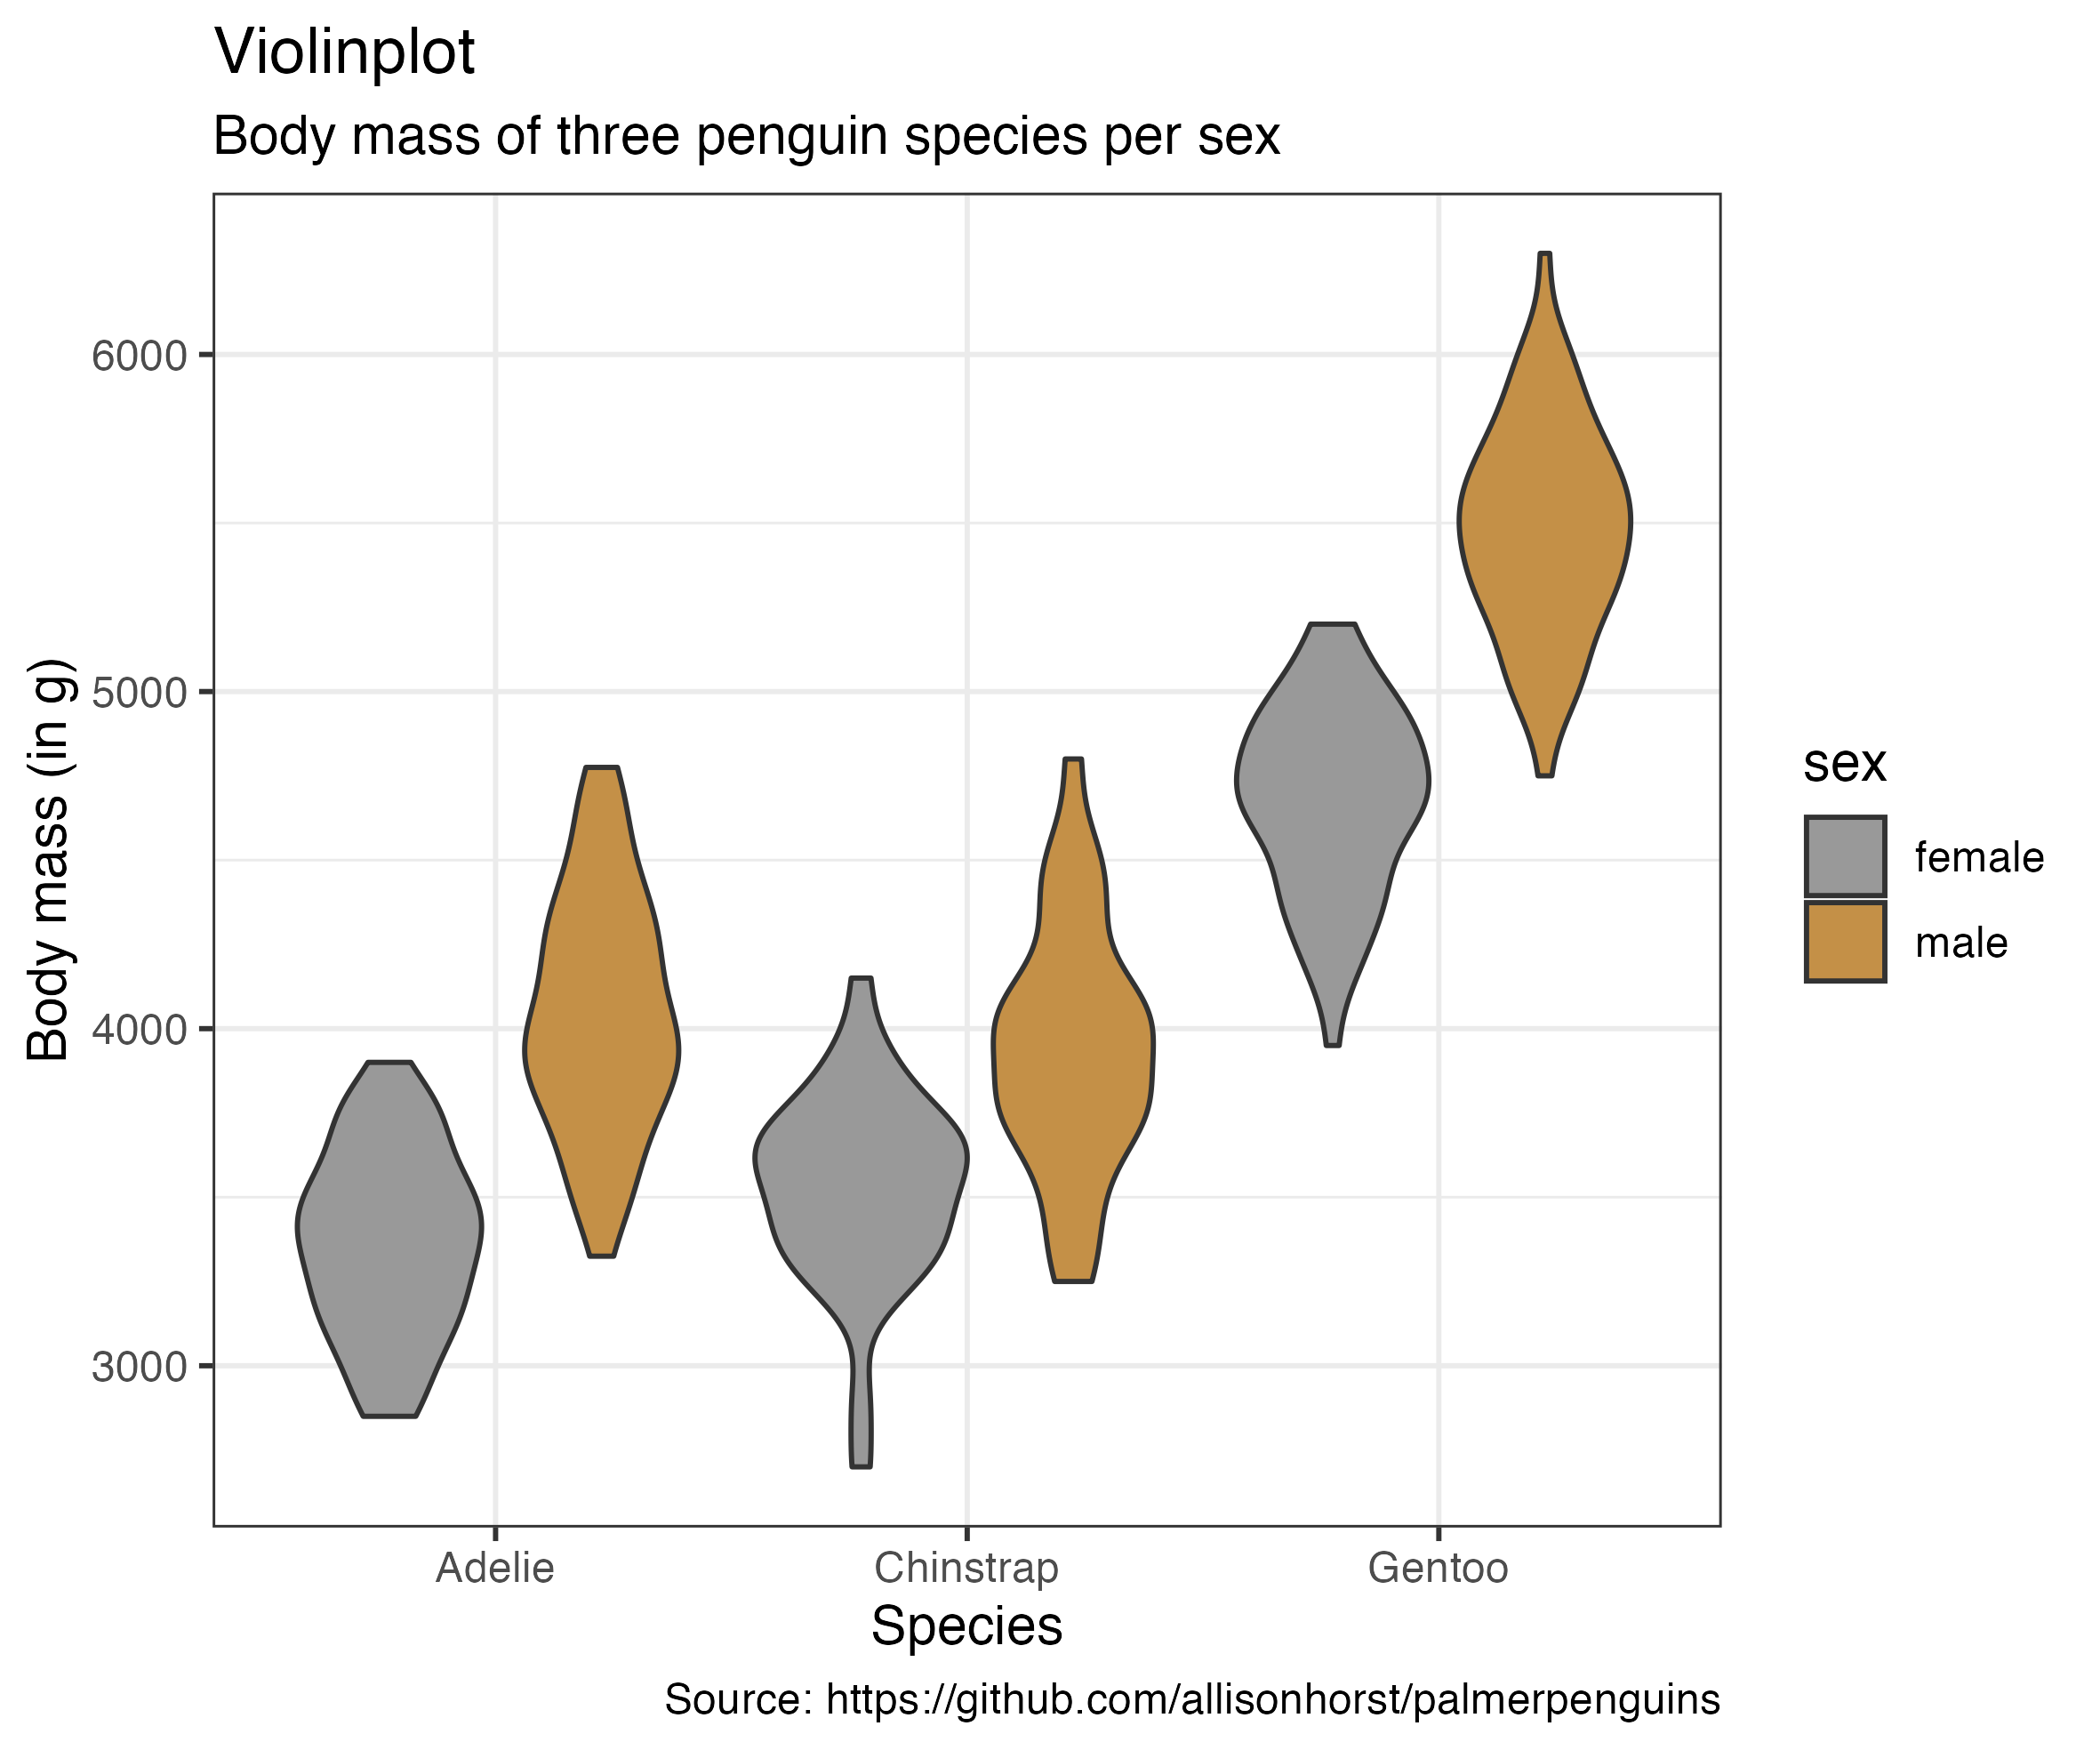 Violinplot
Body mass of three penguin species per sex
Body mass (in g)
6000
5000
4000
3000
Adelie
Chinstrap
Gentoo
Species
sex
female
male
Source: https://github.com/allisonhorst/palmerpenguins